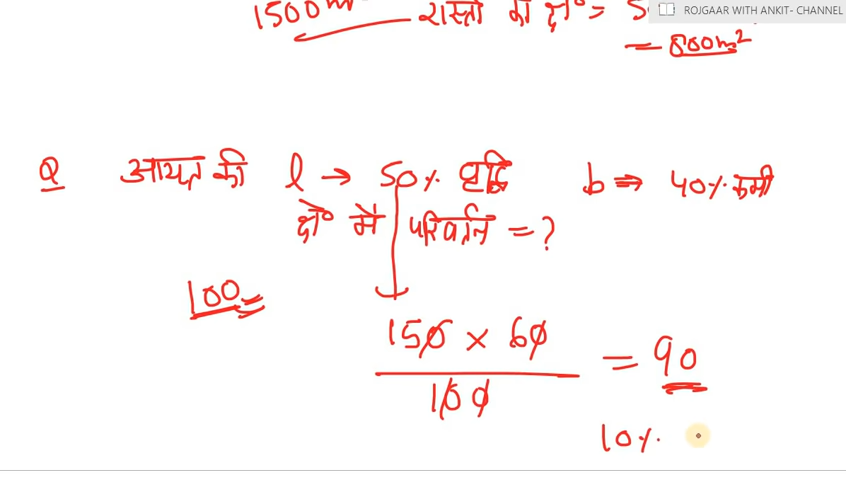 ROJGAAR WITH ANKIT- CHANNEL
1500m² रास्ते का क्षे० =
= 800m²
Q आयत की l → 50% वृद्धि b ⇒ 40% कमी
क्षे० में परिवर्तन = ?
100
150 × 60
100
= 90
10%